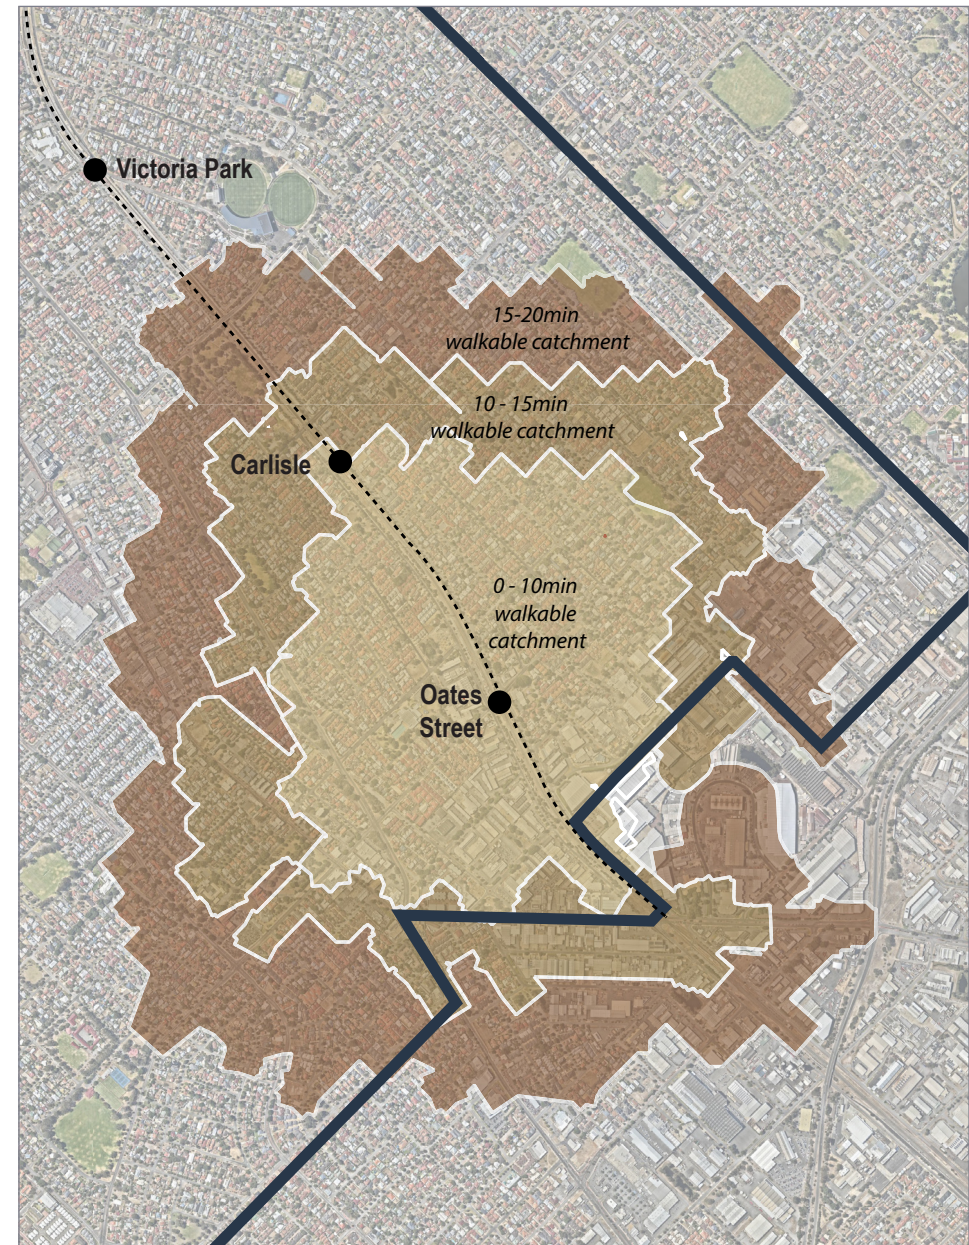 Victoria Park
15-20min
walkable catchment
10 - 15min
walkable catchment
Carlisle
0 - 10min
walkable
catchment
Oates
Street